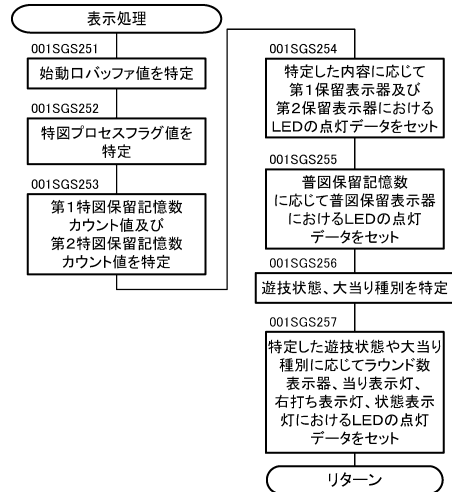 表示処理
001SGS251
始動口バッファ値を特定
001SGS252
特図プロセスフラグ値を
特定
001SGS253
第1特図保留記憶数
カウント値及び
第2特図保留記憶数
カウント値を特定
001SGS254
特定した内容に応じて
第1保留表示器及び
第2保留表示器における
LEDの点灯データをセット
001SGS255
普図保留記憶数
に応じて普図保留表示器
におけるLEDの点灯
データをセット
001SGS256
遊技状態、大当り種別を特定
001SGS257
特定した遊技状態や大当り
種別に応じてラウンド数
表示器、当り表示灯、
右打ち表示灯、状態表示
灯におけるLEDの点灯
データをセット
リターン